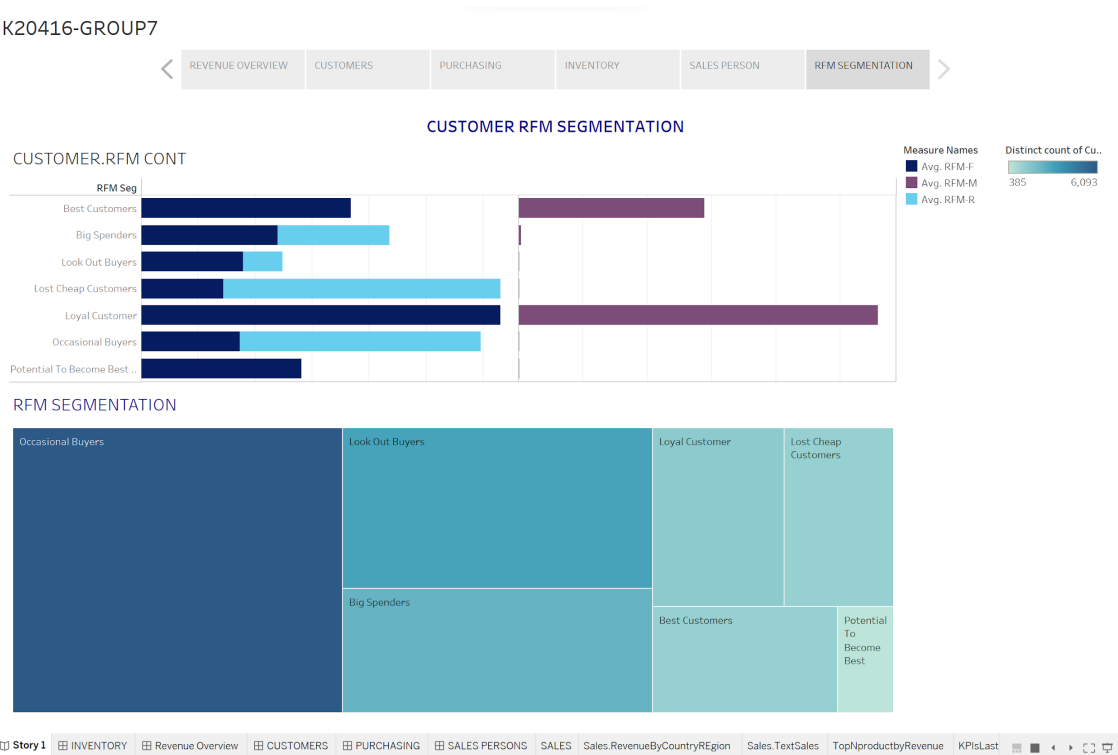 K20416-GROUP7
REVENUE OVERVIEW
CUSTOMERS
PURCHASING
INVENTORY
SALES PERSON
RFM SEGMENTATION
CUSTOMER RFM SEGMENTATION
CUSTOMER.RFM CONT
Measure Names
Avg. RFM-F
Avg. RFM-M
Avg. RFM-R
Distinct count of Cu..
385 6,093
RFM Seg
Best Customers
Big Spenders
Look Out Buyers
Lost Cheap Customers
Loyal Customer
Occasional Buyers
Potential To Become Best ..
RFM SEGMENTATION
Occasional Buyers
Look Out Buyers
Big Spenders
Loyal Customer
Lost Cheap
Customers
Best Customers
Potential
To
Become
Best
Story 1
INVENTORY
Revenue Overview
CUSTOMERS
PURCHASING
SALES PERSONS
SALES
Sales.RevenueByCountryREgion
Sales.TextSales
TopNproductbyRevenue
KPIsLast